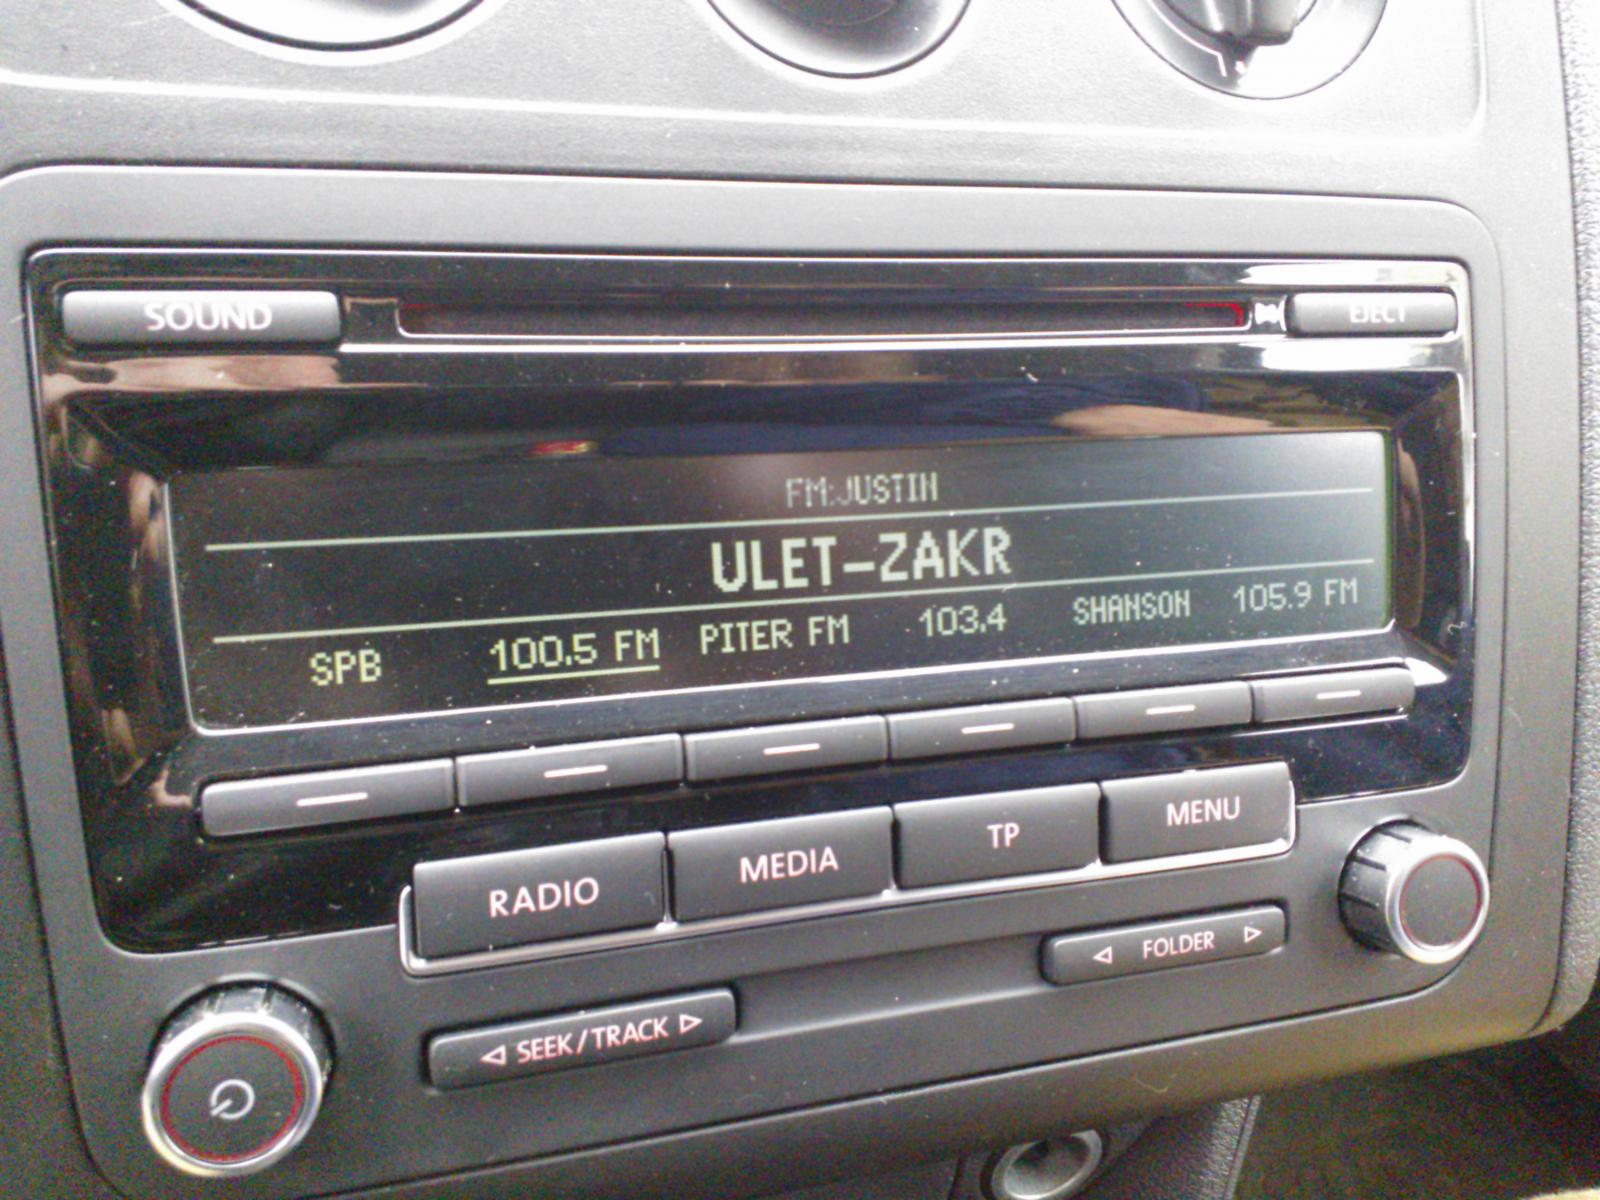 SOUND
EJECT
FM:JUSTIN
ULET-ZAKR
SPB 100.5 FM PITER FM 103.4 SHANSON 105.9 FM
RADIO MEDIA TP MENU
SEEK/TRACK FOLDER